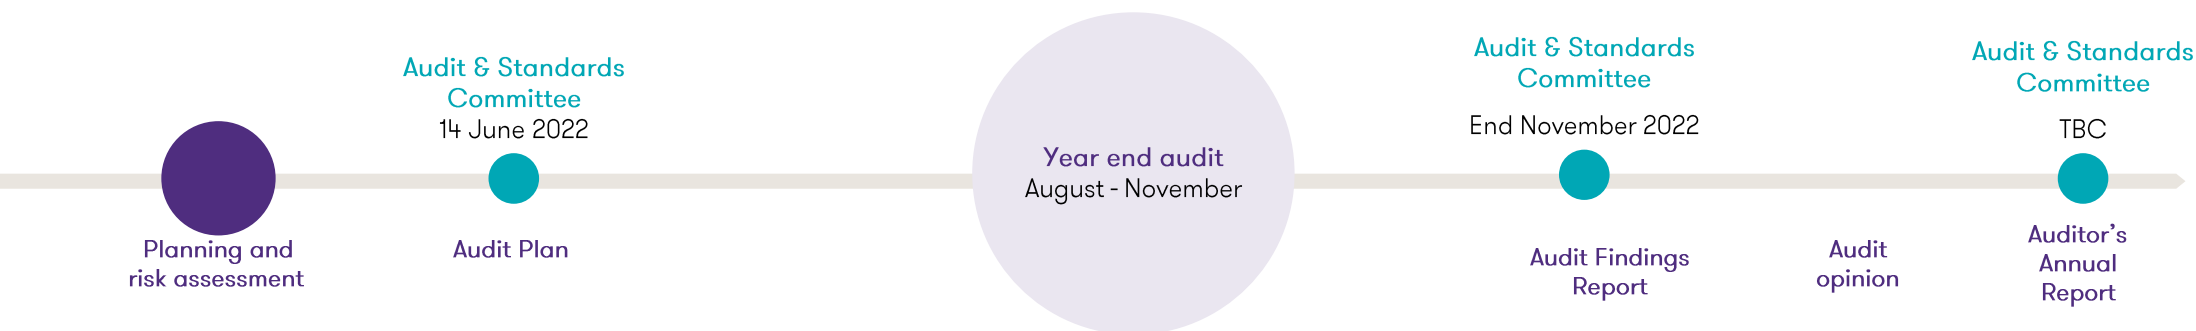 Audit & Standards
Committee
14 June 2022
Planning and
risk assessment
Audit Plan
Year end audit
August - November
Audit & Standards
Committee
End November 2022
Audit Findings
Report
Audit
opinion
Audit & Standards
Committee
TBC
Auditor's
Annual
Report